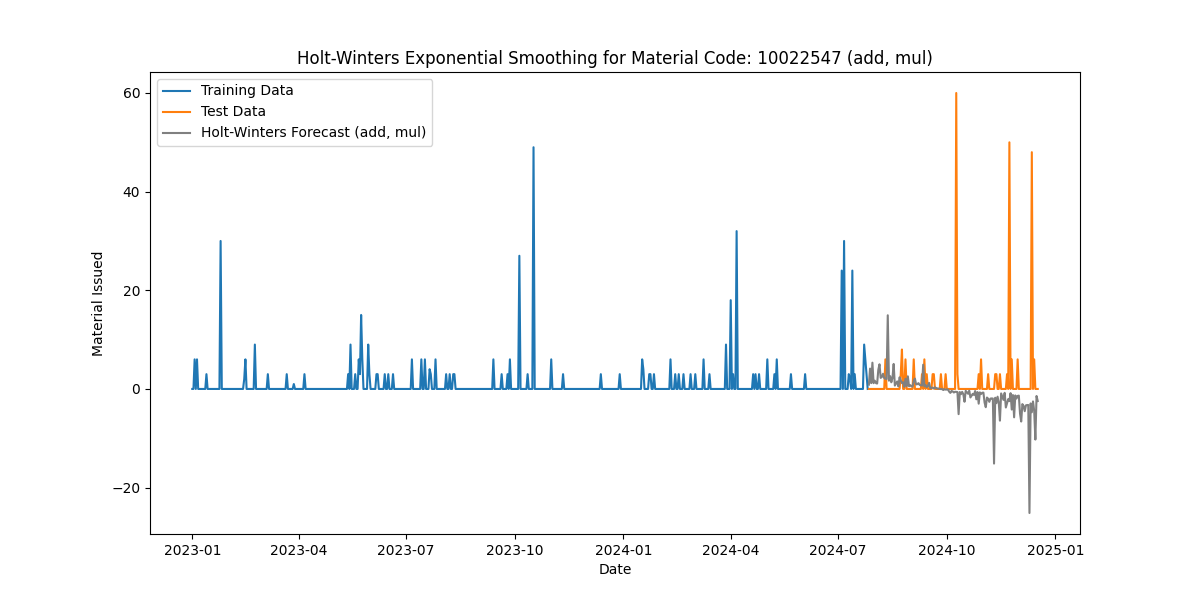 Holt-Winters Exponential Smoothing for Material Code: 10022547 (add, mul)
Training Data
Test Data
Holt-Winters Forecast (add, mul)
Material Issued
60
40
20
0
−20
2023-01 2023-04 2023-07 2023-10 2024-01 2024-04 2024-07 2024-10 2025-01
Date